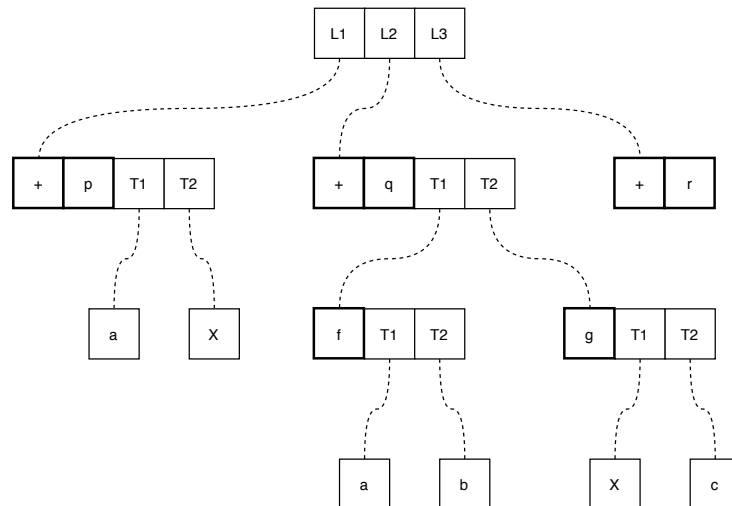 L1 L2 L3
+ p T1 T2 + q T1 T2 + r
a X f T1 T2 g T1 T2
a b X c